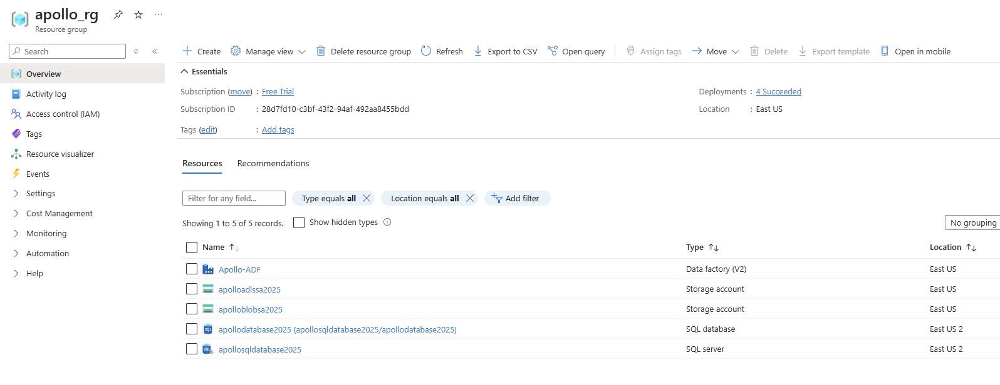 apollo_rg
Resource group
Search
Overview
Activity log
Access control (IAM)
Tags
Resource visualizer
Events
Settings
Cost Management
Monitoring
Automation
Help
Create Manage view Delete resource group Refresh Export to CSV Open query Assign tags Move Delete Export template Open in mobile
Essentials
Subscription (move) : Free Trial
Deployments : 4 Succeeded
Subscription ID : 28d7fd10-c3bf-43f2-94af-492aa8455bdd
Location : East US
Tags (edit) : Add tags
Resources Recommendations
Filter for any field... Type equals all Location equals all Add filter
Showing 1 to 5 of 5 records. Show hidden types No grouping
Name Type Location
Apollo-ADF Data factory (V2) East US
apolloadlssa2025 Storage account East US
apolloblobsa2025 Storage account East US
apollodatabase2025 (apollosqldatabase2025/apollodatabase2025) SQL database East US 2
apollosqldatabase2025 SQL server East US 2